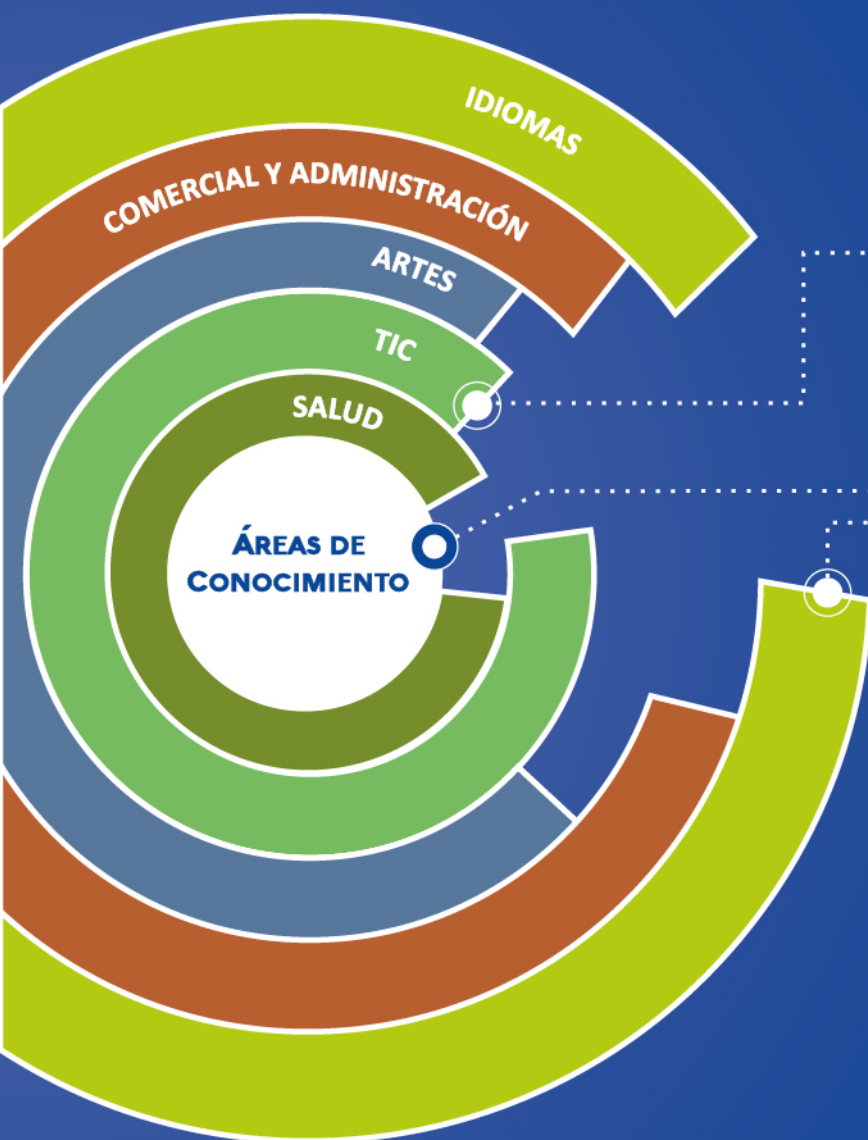 IDIOMAS
COMERCIAL Y ADMINISTRACIÓN
ARTES
TIC
SALUD
ÁREAS DE
CONOCIMIENTO